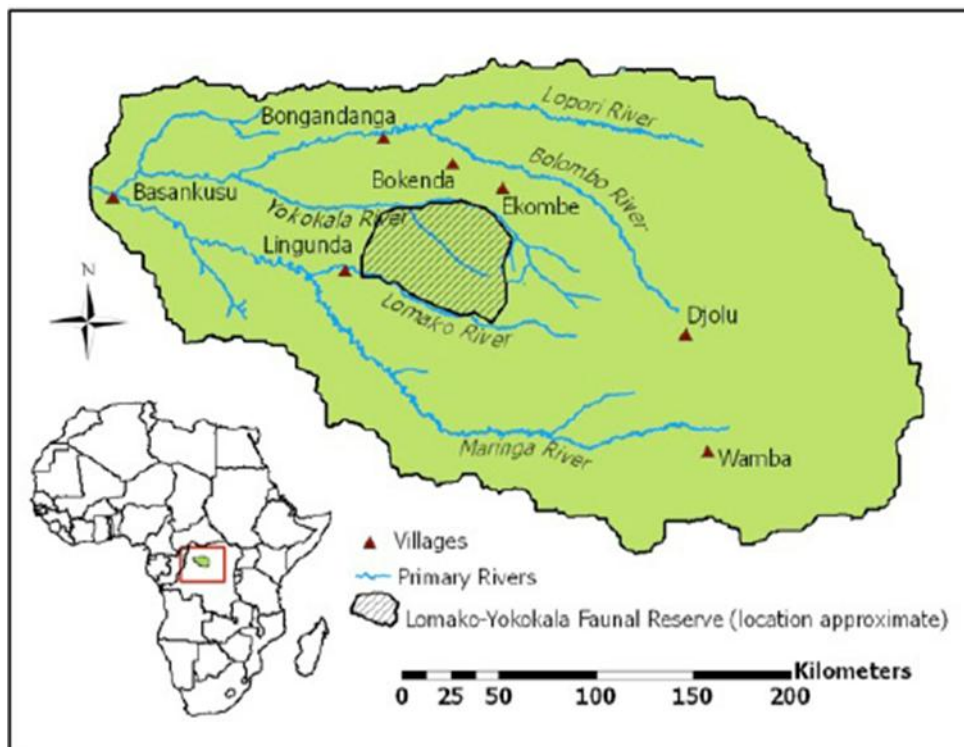 Lopori River
Bongandanga
Bolombo River
Bokenda
Basankusu
Ekombe
Yokokala River
Lingunda
N
Lomako River
Djolu
Maringa River
Wamba
Villages
Primary Rivers
Lomako-Yokokala Faunal Reserve (location approximate)
Kilometers
0 25 50 100 150 200